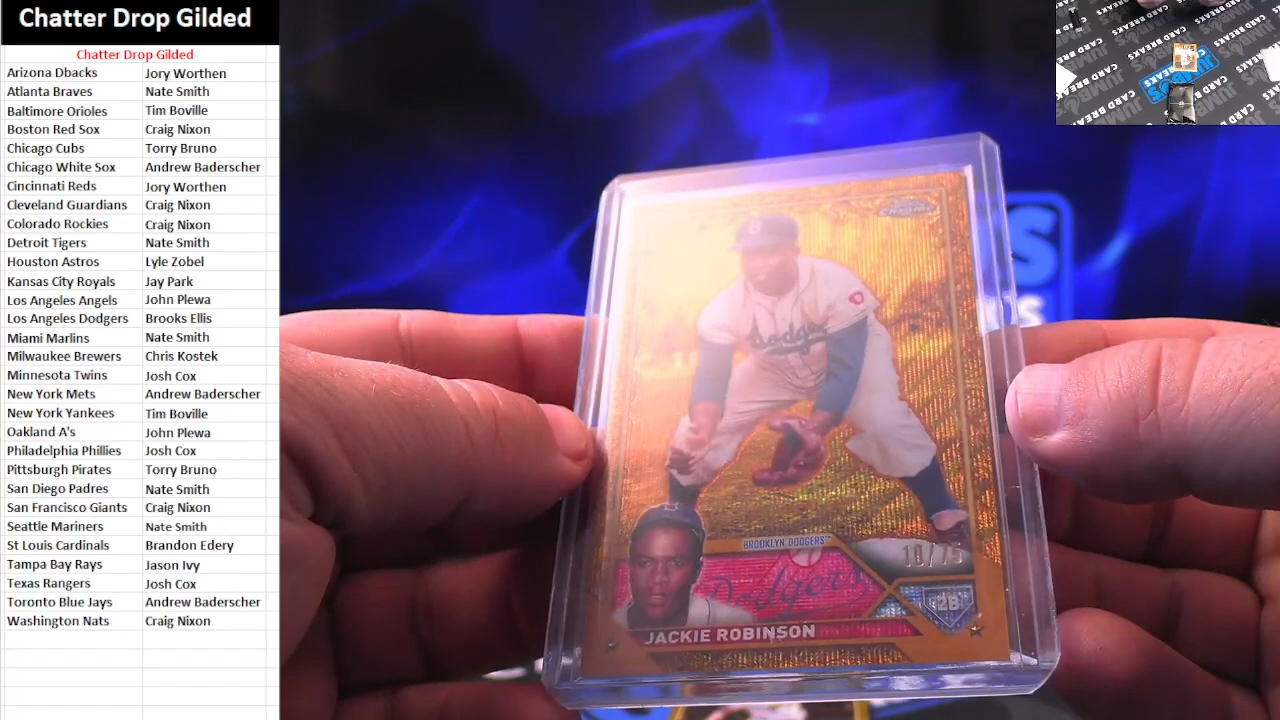 Chatter Drop Gilded
Chatter Drop Gilded
Arizona Dbacks Jory Worthen
Atlanta Braves Nate Smith
Baltimore Orioles Tim Boville
Boston Red Sox Craig Nixon
Chicago Cubs Torry Bruno
Chicago White Sox Andrew Baderscher
Cincinnati Reds Jory Worthen
Cleveland Guardians Craig Nixon
Colorado Rockies Craig Nixon
Detroit Tigers Nate Smith
Houston Astros Lyle Zobel
Kansas City Royals Jay Park
Los Angeles Angels John Plewa
Los Angeles Dodgers Brooks Ellis
Miami Marlins Nate Smith
Milwaukee Brewers Chris Kostek
Minnesota Twins Josh Cox
New York Mets Andrew Baderscher
New York Yankees Tim Boville
Oakland A's John Plewa
Philadelphia Phillies Josh Cox
Pittsburgh Pirates Torry Bruno
San Diego Padres Nate Smith
San Francisco Giants Craig Nixon
Seattle Mariners Nate Smith
St Louis Cardinals Brandon Edery
Tampa Bay Rays Jason Ivy
Texas Rangers Josh Cox
Toronto Blue Jays Andrew Baderscher
Washington Nats Craig Nixon
CARD BREAKS
Chrome
B
Dodgers
BROOKLYN DODGERS™
10/75
Dodgers
2B
JACKIE ROBINSON